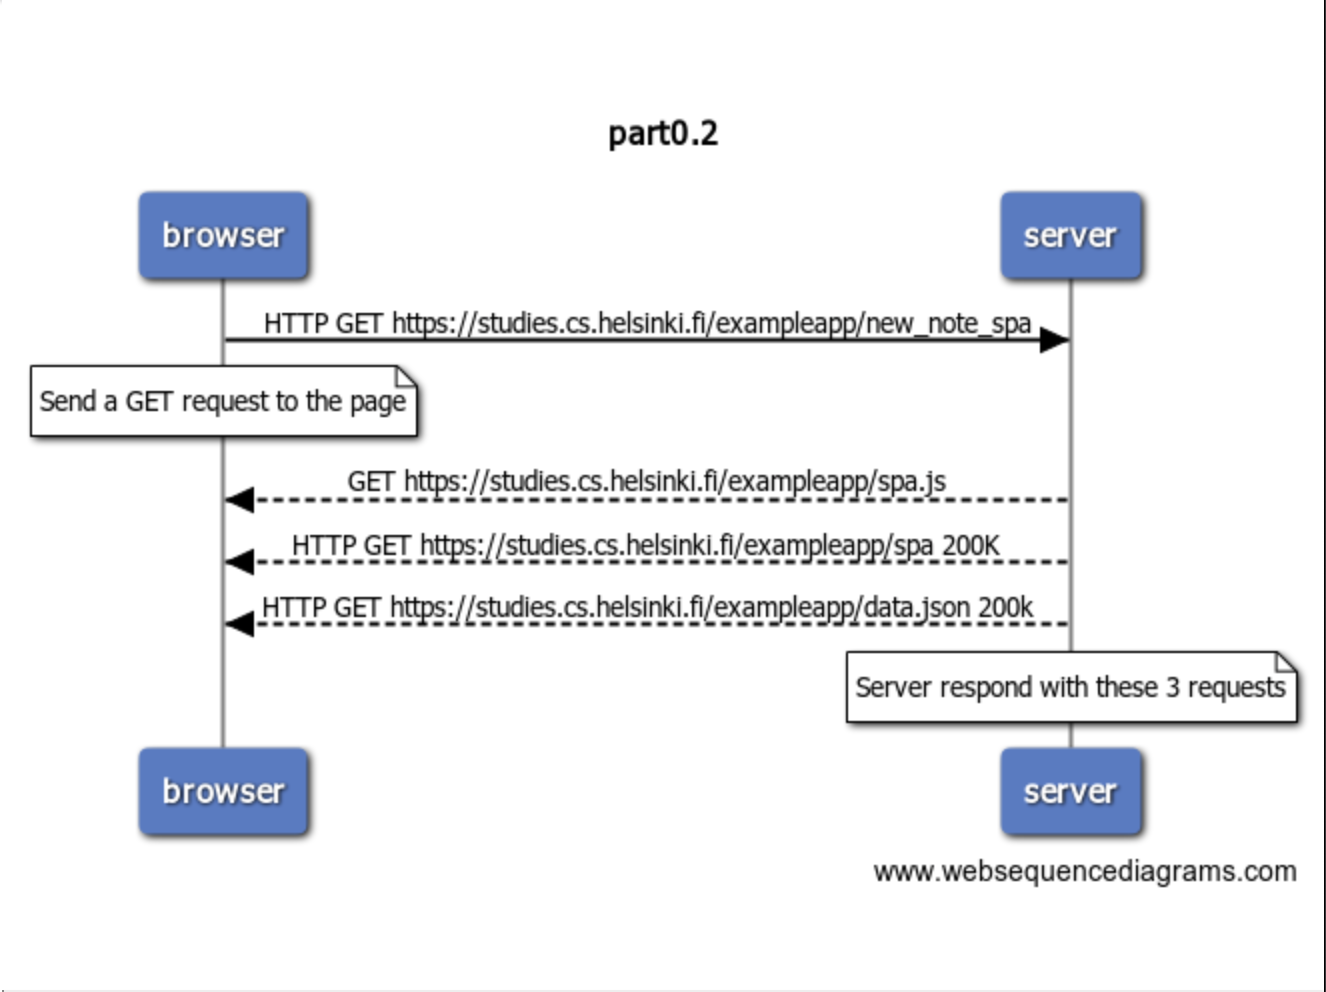 part0.2
browser
server
HTTP GET https://studies.cs.helsinki.fi/exampleapp/new_note_spa
Send a GET request to the page
GET https://studies.cs.helsinki.fi/exampleapp/spa.js
HTTP GET https://studies.cs.helsinki.fi/exampleapp/spa 200K
HTTP GET https://studies.cs.helsinki.fi/exampleapp/data.json 200k
Server respond with these 3 requests
browser
server
www.websequencediagrams.com